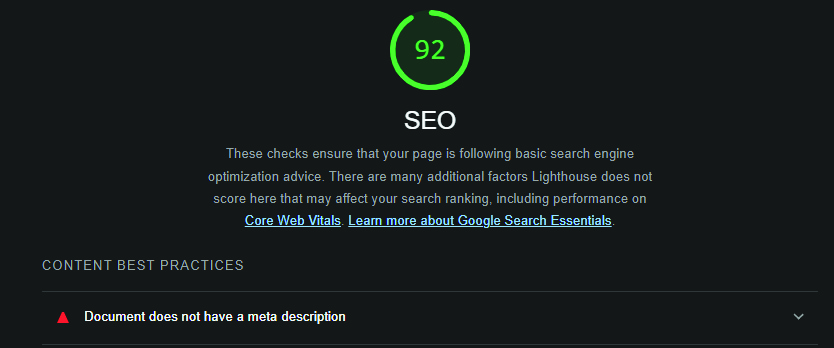 92
SEO
These checks ensure that your page is following basic search engine
optimization advice. There are many additional factors Lighthouse does not
score here that may affect your search ranking, including performance on
Core Web Vitals. Learn more about Google Search Essentials.
CONTENT BEST PRACTICES
Document does not have a meta description